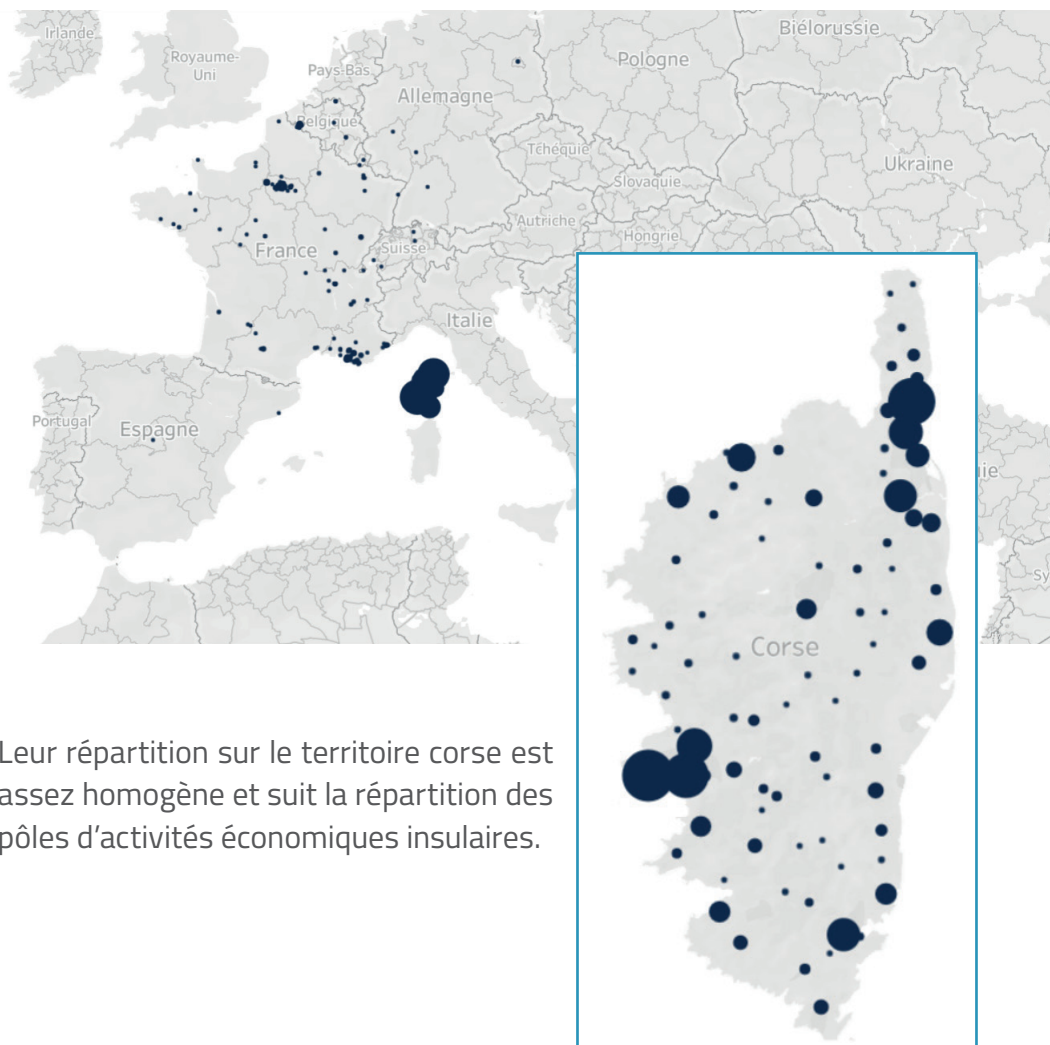 Irlande
Royaume-
Uni
Pays-Bas
Belgique
Allemagne
Pologne
Biélorussie
Tchéquie
Ukraine
Slovaquie
Autriche
Hongrie
France
Suisse
Italie
Portugal
Espagne
ie
Sy
Corse
Leur répartition sur le territoire corse est
assez homogène et suit la répartition des
pôles d’activités économiques insulaires.